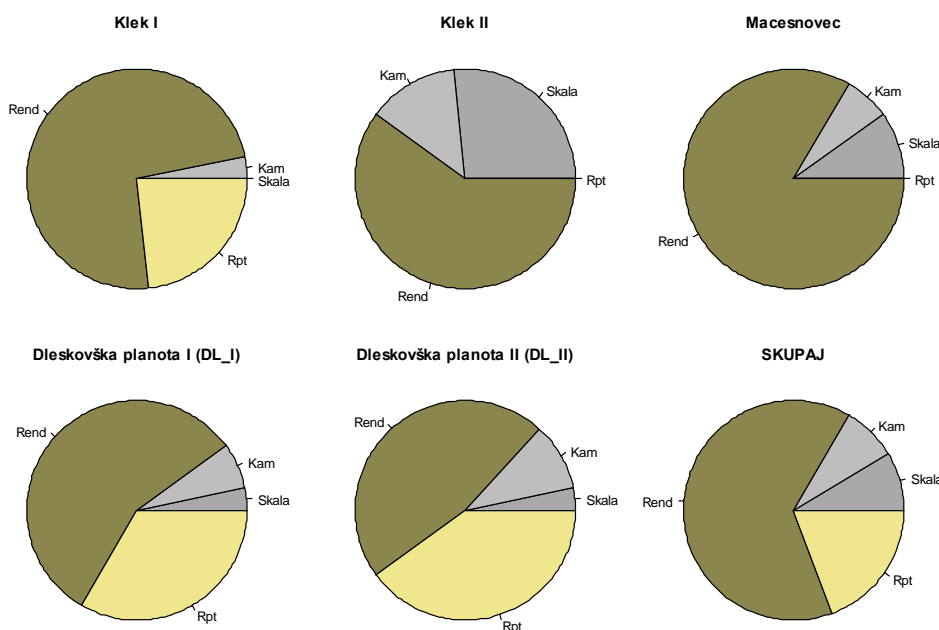 Klek I
Rend
Kam
Skala
Rpt
Klek II
Kam
Skala
Rpt
Rend
Macesnovec
Kam
Skala
Rpt
Rend
Dleskovška planota I (DL_I)
Rend
Kam
Skala
Rpt
Dleskovška planota II (DL_II)
Rend
Kam
Skala
Rpt
SKUPAJ
Kam
Skala
Rend
Rpt